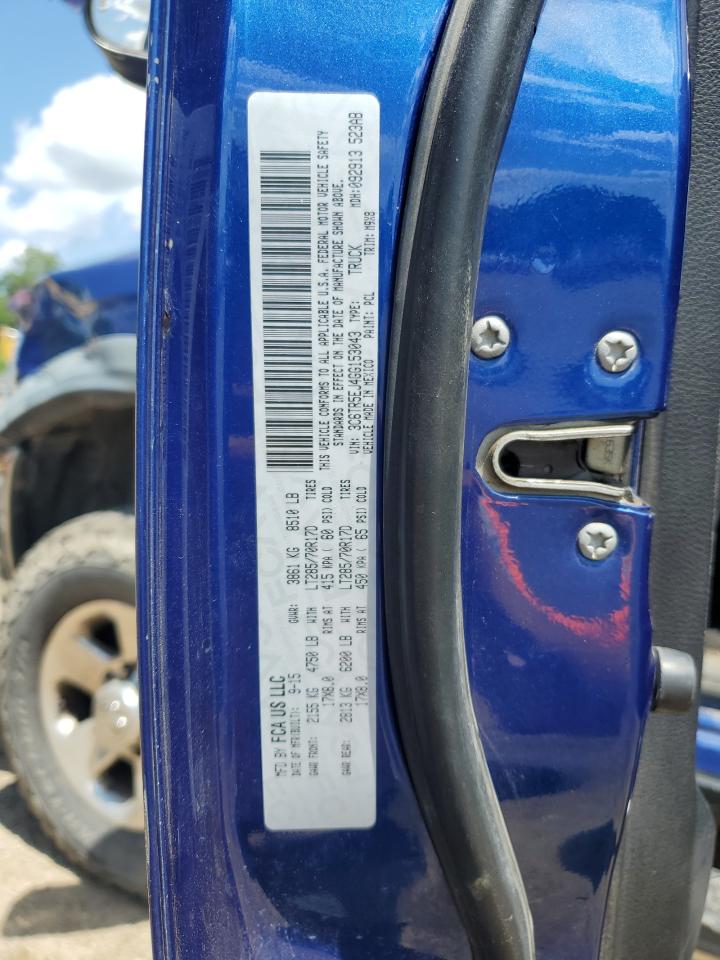 MFD BY FCA US LLC
DATE OF MFR(BUILT): 9-15 GVWR: 3861 KG 8510 LB
GAWR FRONT: 2155 KG 4750 LB WITH LT285/70R17D TIRES
17X8.0 RIMS AT 415 KPA ( 60 PSI) COLD
GAWR REAR: 2813 KG 6200 LB WITH LT285/70R17D TIRES
17X8.0 RIMS AT 450 KPA ( 65 PSI) COLD
THIS VEHICLE CONFORMS TO ALL APPLICABLE U.S.A. FEDERAL MOTOR VEHICLE SAFETY
STANDARDS IN EFFECT ON THE DATE OF MANUFACTURE SHOWN ABOVE.
VIN: 3C6TR5EJ4GG153043 TYPE: TRUCK MDH:092913 523AB
VEHICLE MADE IN MEXICO PAINT: PCL TRIM: M9X8